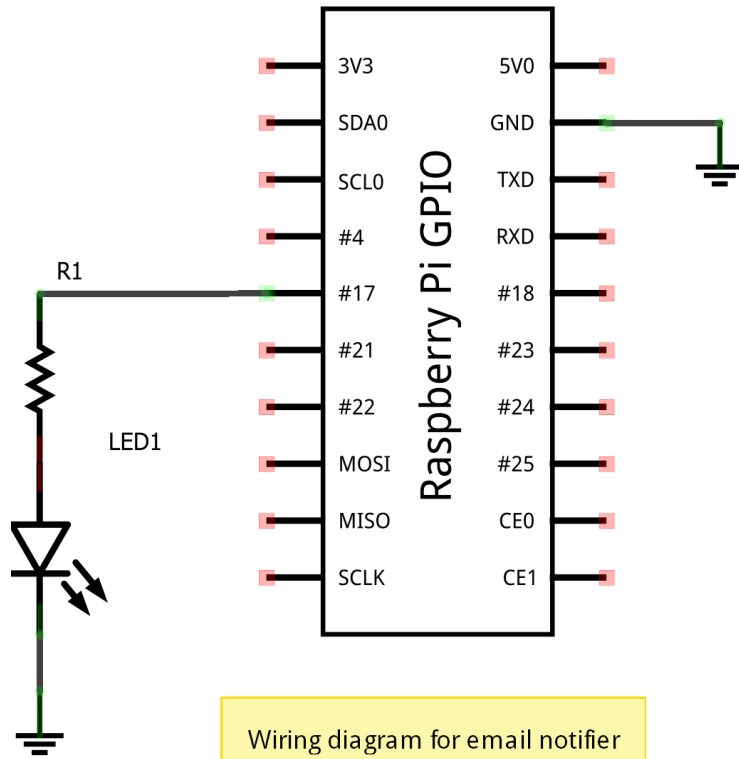 3V3
SDA0
SCL0
#4
#17
#21
#22
MOSI
MISO
SCLK
Raspberry Pi GPIO
5V0
GND
TXD
RXD
#18
#23
#24
#25
CE0
CE1
R1
LED1
Wiring diagram for email notifier